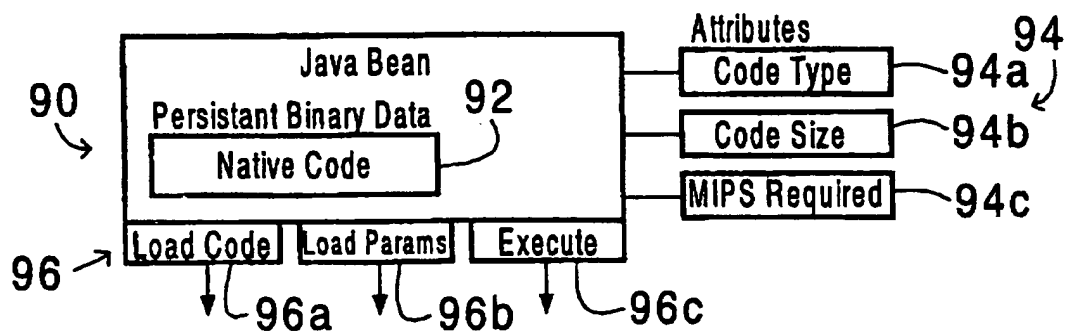 Attributes
94
Java Bean
Code Type
94a
90
92
Persistant Binary Data
Code Size
94b
Native Code
MIPS Required
94c
96
Load Code
Load Params
Execute
96a
96b
96c